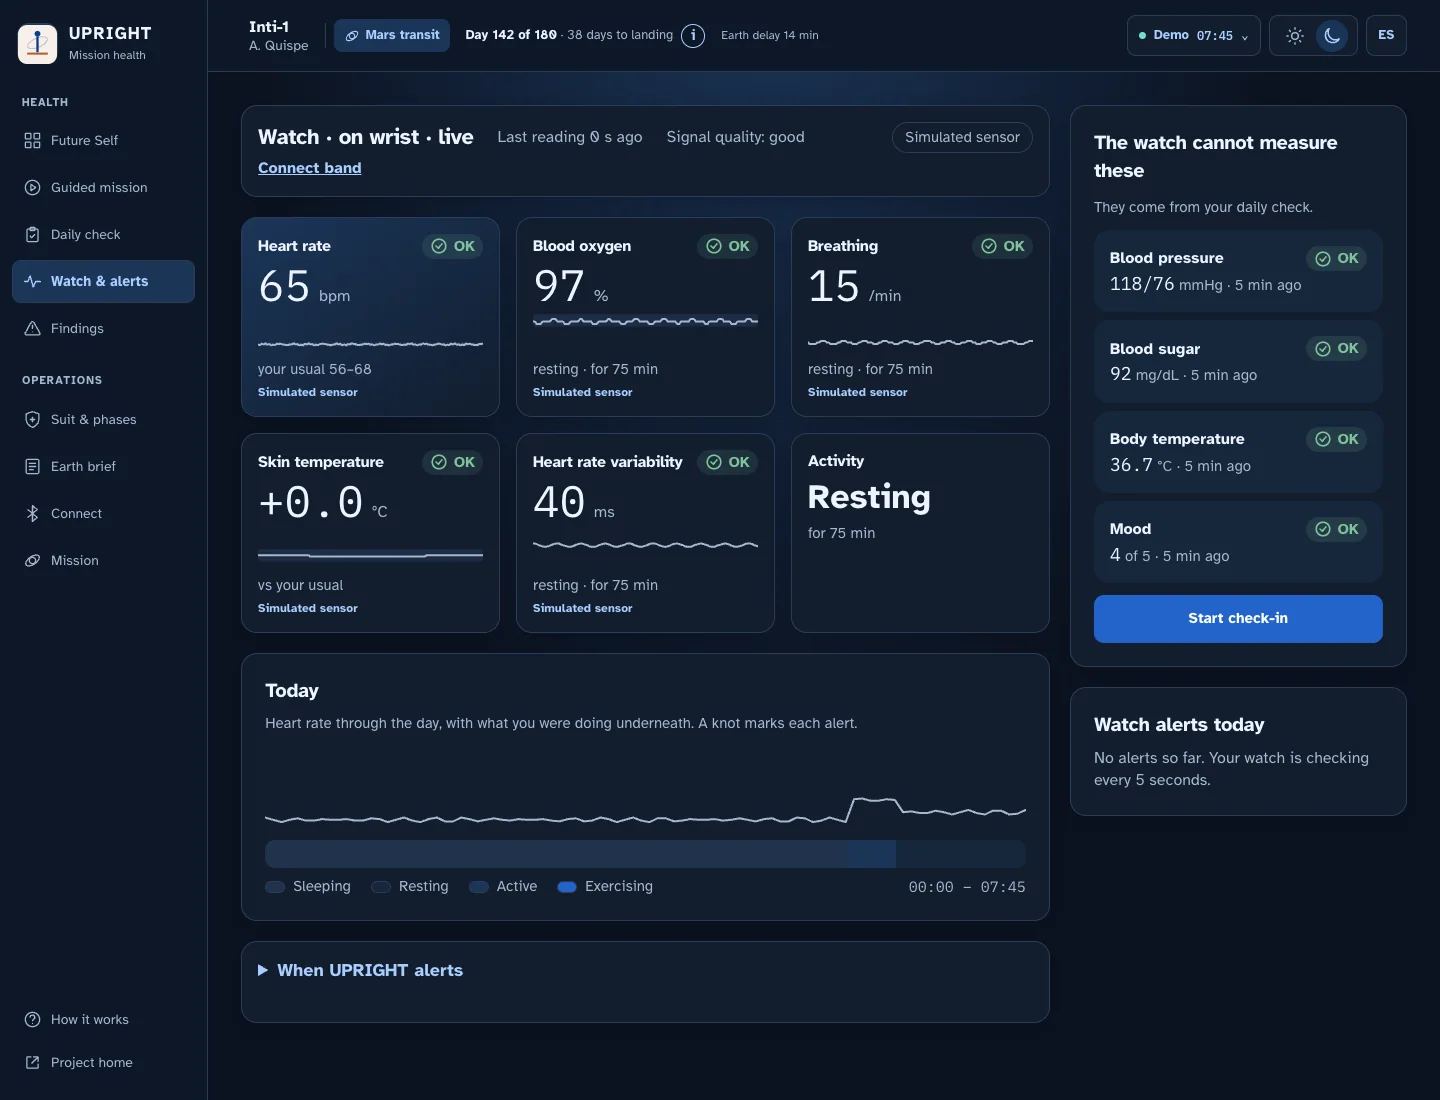 UPRIGHT
Mission health
HEALTH
Future Self
Guided mission
Daily check
Watch & alerts
Findings
OPERATIONS
Suit & phases
Earth brief
Connect
Mission
How it works
Project home
Inti-1
A. Quispe
Mars transit
Day 142 of 180 · 38 days to landing
Earth delay 14 min
Demo 07:45
ES
Watch · on wrist · live
Last reading 0 s ago
Signal quality: good
Simulated sensor
Connect band
Heart rate
OK
65 bpm
your usual 56–68
Simulated sensor
Blood oxygen
OK
97 %
resting · for 75 min
Simulated sensor
Breathing
OK
15 /min
resting · for 75 min
Simulated sensor
Skin temperature
OK
+0.0 °C
vs your usual
Simulated sensor
Heart rate variability
OK
40 ms
resting · for 75 min
Simulated sensor
Activity
Resting
for 75 min
Today
Heart rate through the day, with what you were doing underneath. A knot marks each alert.
Sleeping
Resting
Active
Exercising
00:00 – 07:45
When UPRIGHT alerts
The watch cannot measure
these
They come from your daily check.
Blood pressure
OK
118/76 mmHg · 5 min ago
Blood sugar
OK
92 mg/dL · 5 min ago
Body temperature
OK
36.7 °C · 5 min ago
Mood
OK
4 of 5 · 5 min ago
Start check-in
Watch alerts today
No alerts so far. Your watch is checking
every 5 seconds.